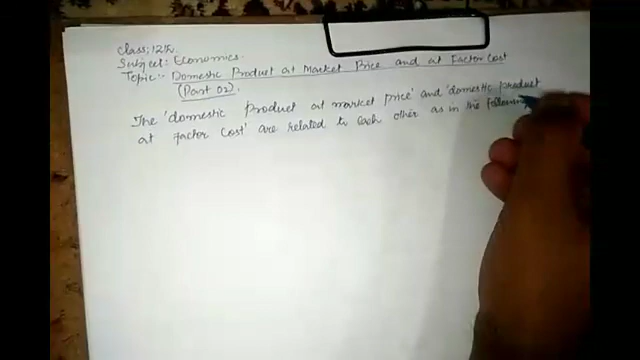 Class: 12th.
Subject: Economics.
Topic:- Domestic Product at Market Price and at Factor Cost
(Part 02).
The 'domestic product at market price' and 'domestic product
at factor cost' are related to each other as in the following